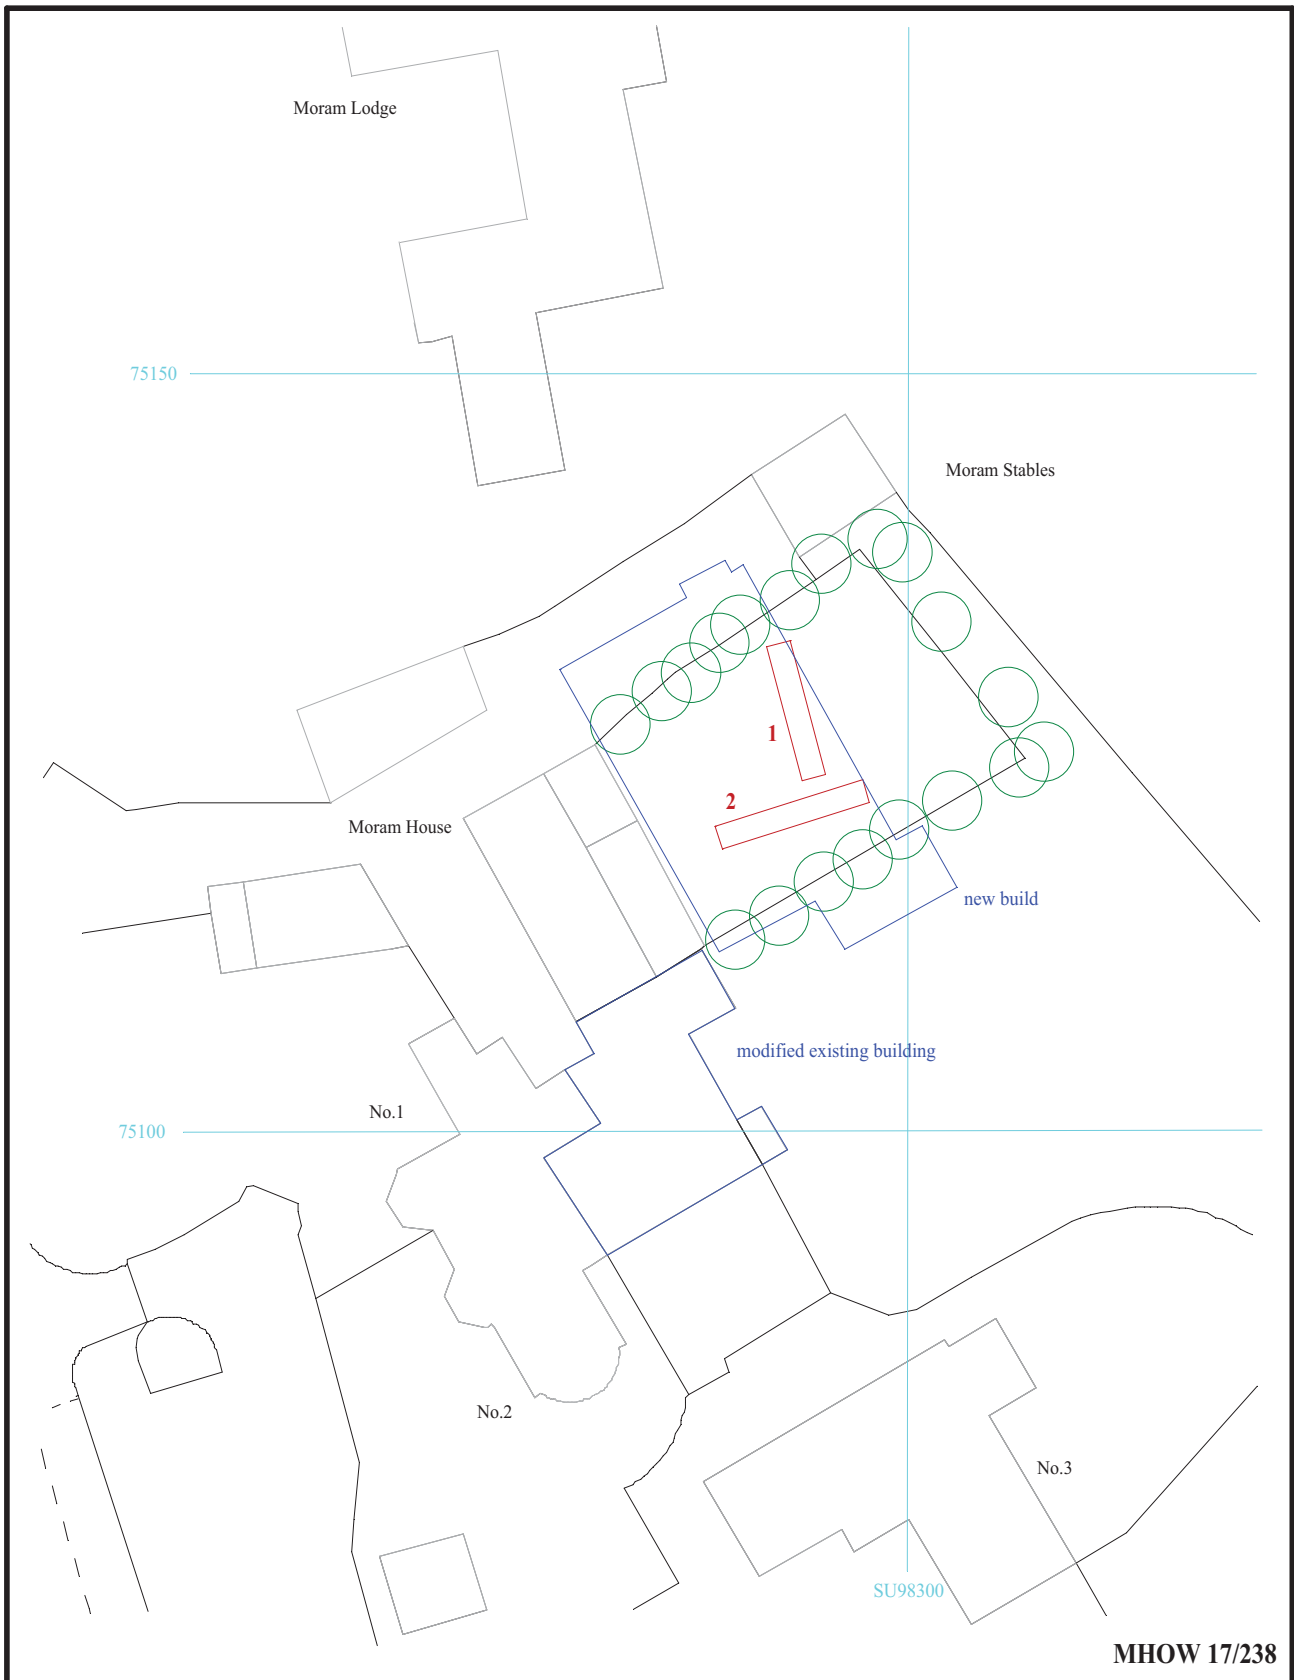 Moram Lodge
75150
Moram Stables
1
2
Moram House
new build
modified existing building
No.1
75100
No.2
No.3
SU98300
MHOW 17/238